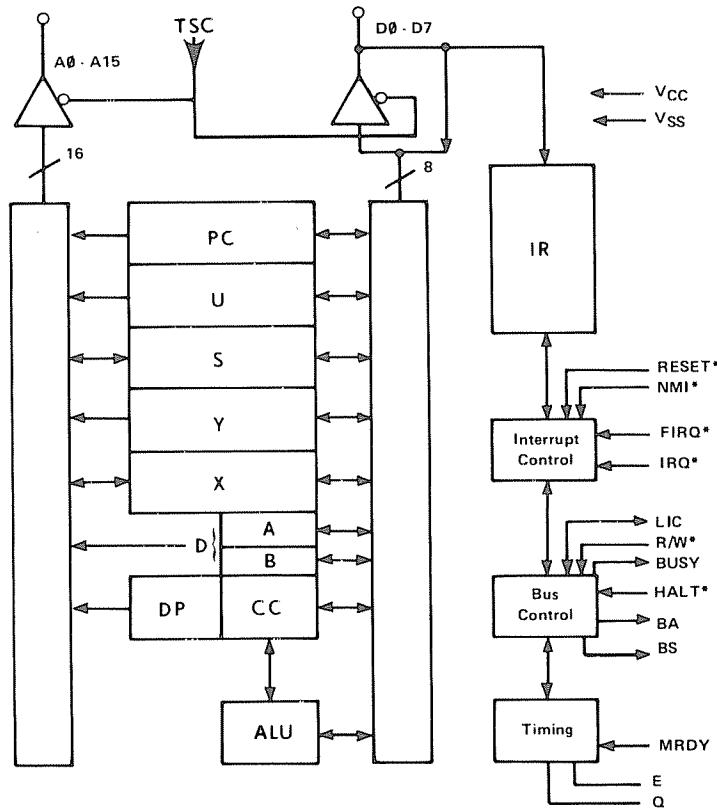 TSC
D0 - D7
A0 - A15
VCC
VSS
16
8
PC
IR
U
S
RESET*
NMI*
Y
Interrupt
Control
FIRQ*
IRQ*
X
A
D{
B
LIC
R/W*
BUSY
DP
CC
Bus
Control
HALT*
BA
BS
ALU
Timing
MRDY
E
Q